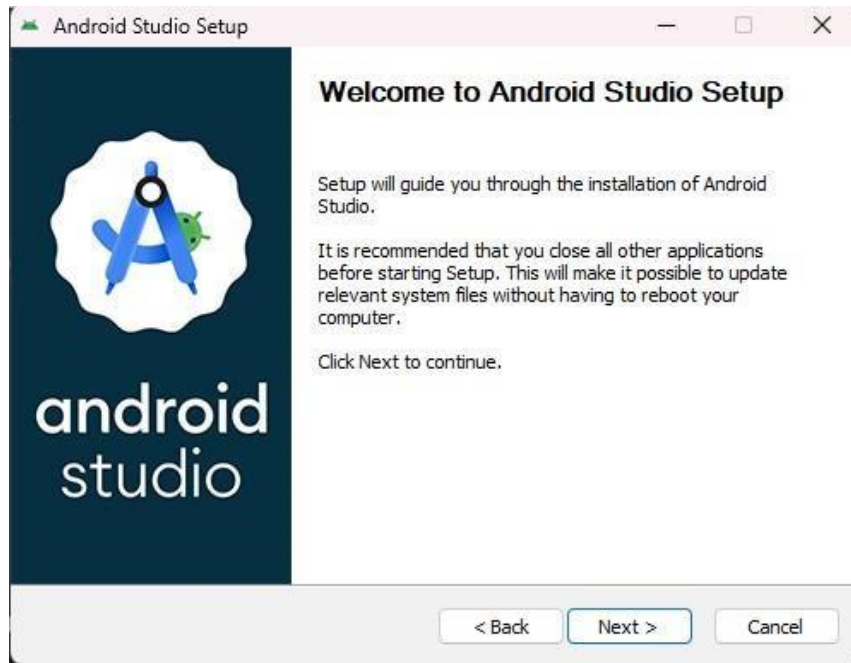 Android Studio Setup
Welcome to Android Studio Setup
Setup will guide you through the installation of Android
Studio.
It is recommended that you close all other applications
before starting Setup. This will make it possible to update
relevant system files without having to reboot your
computer.
Click Next to continue.
android
studio
< Back
Next >
Cancel